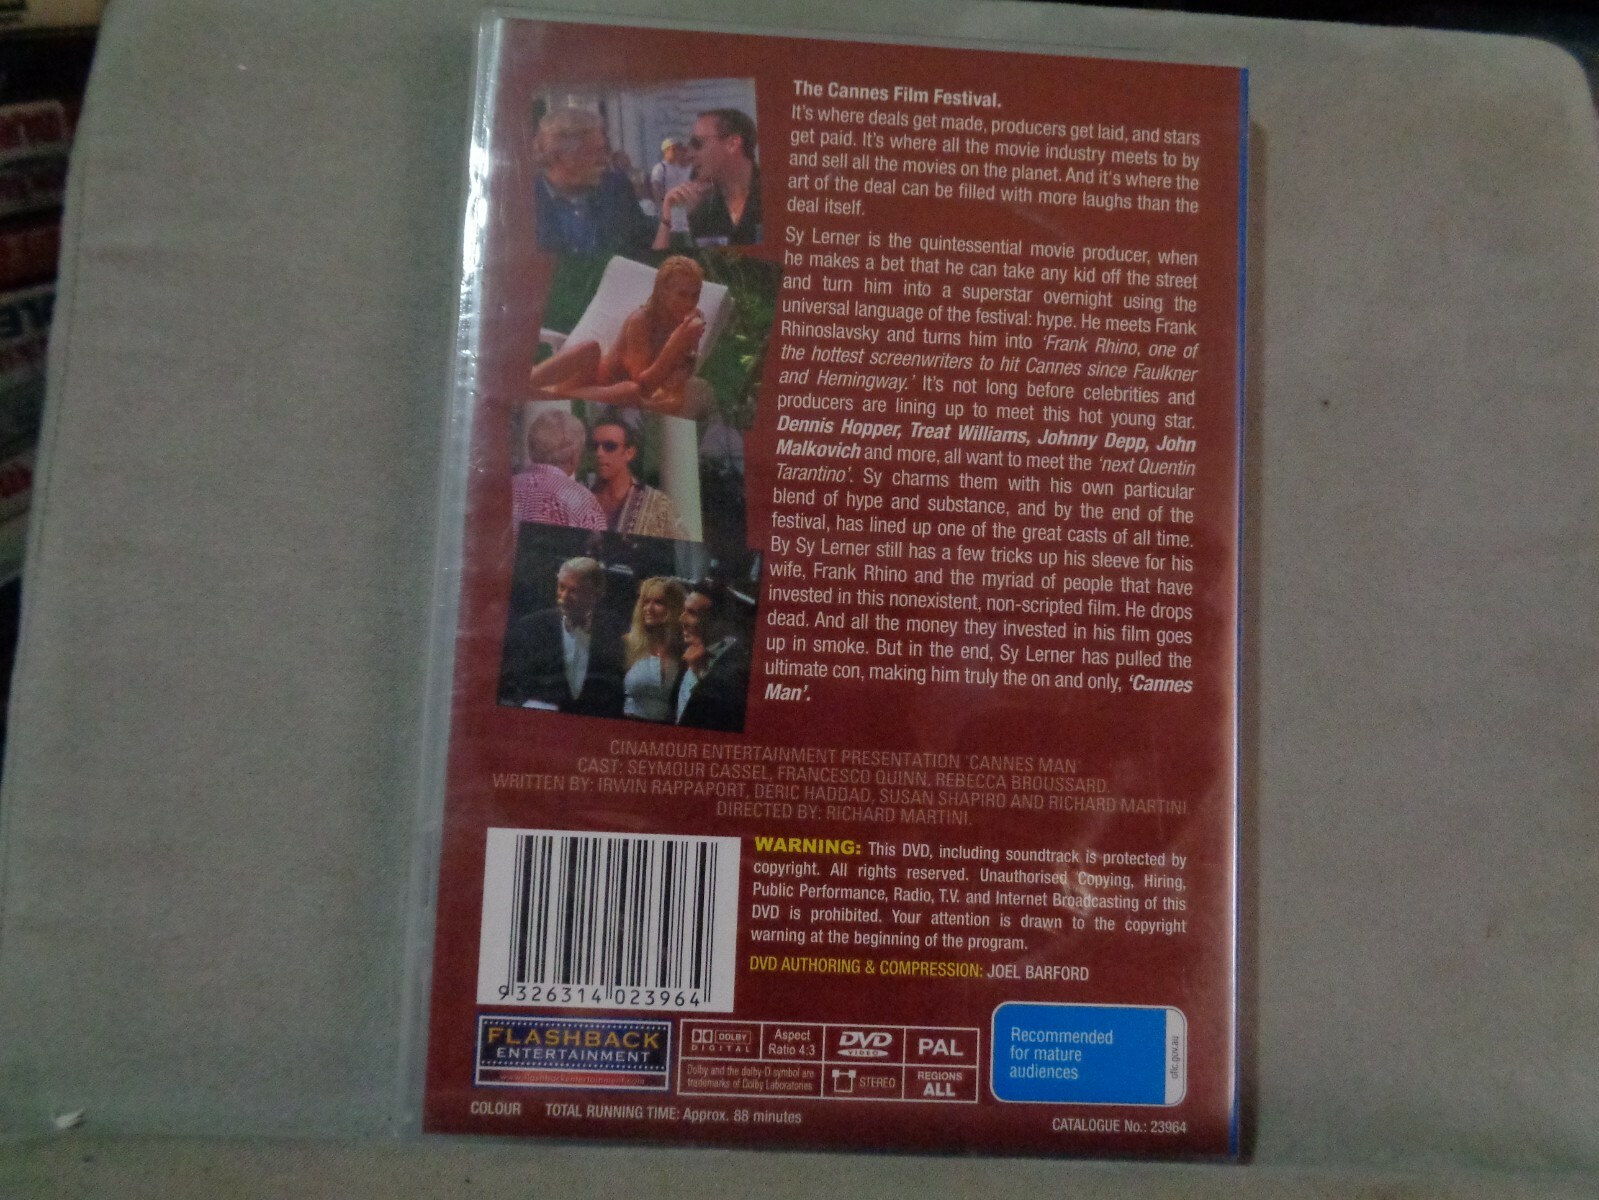 The Cannes Film Festival.
It's where deals get made, producers get laid, and stars
get paid. It's where all the movie industry meets to by
and sell all the movies on the planet. And it's where the
art of the deal can be filled with more laughs than the
deal itself.
Sy Lerner is the quintessential movie producer, when
he makes a bet that he can take any kid off the street
and turn him into a superstar overnight using the
universal language of the festival: hype. He meets Frank
Rhinoslavsky and turns him into 'Frank Rhino, one of
the hottest screenwriters to hit Cannes since Faulkner
and Hemingway.' It's not long before celebrities and
producers are lining up to meet this hot young star.
Dennis Hopper, Treat Williams, Johnny Depp, John
Malkovich and more, all want to meet the 'next Quentin
Tarantino'. Sy charms them with his own particular
blend of hype and substance, and by the end of the
festival, has lined up one of the great casts of all time.
By Sy Lerner still has a few tricks up his sleeve for his
wife, Frank Rhino and the myriad of people that have
invested in this nonexistent, non-scripted film. He drops
dead. And all the money they invested in his film goes
up in smoke. But in the end, Sy Lerner has pulled the
ultimate con, making him truly the on and only, 'Cannes
Man'.
CINAMOUR ENTERTAINMENT PRESENTATION 'CANNES MAN'
CAST: SEYMOUR CASSEL, FRANCESCO QUINN, REBECCA BROUSSARD.
WRITTEN BY: IRWIN RAPPAPORT, DERIC HADDAD, SUSAN SHAPIRO AND RICHARD MARTINI.
DIRECTED BY: RICHARD MARTINI.
WARNING: This DVD, including soundtrack is protected by
copyright. All rights reserved. Unauthorised Copying, Hiring,
Public Performance, Radio, T.V. and Internet Broadcasting of this
DVD is prohibited. Your attention is drawn to the copyright
warning at the beginning of the program.
DVD AUTHORING & COMPRESSION: JOEL BARFORD
9 326314 023964
FLASHBACK
ENTERTAINMENT
DOLBY
DIGITAL
Aspect
Ratio 4:3
DVD
VIDEO
PAL
Dolby and the dolby-D symbol are
trademarks of Dolby Laboratories
STEREO
REGIONS
ALL
Recommended
for mature
audiences
COLOUR TOTAL RUNNING TIME: Approx. 88 minutes
CATALOGUE No.: 23964